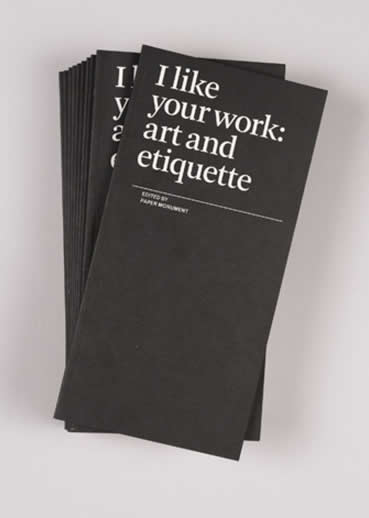 I like
your work:
art and
etiquette
EDITED BY
PAPER MONUMENT
I l
y
a
e